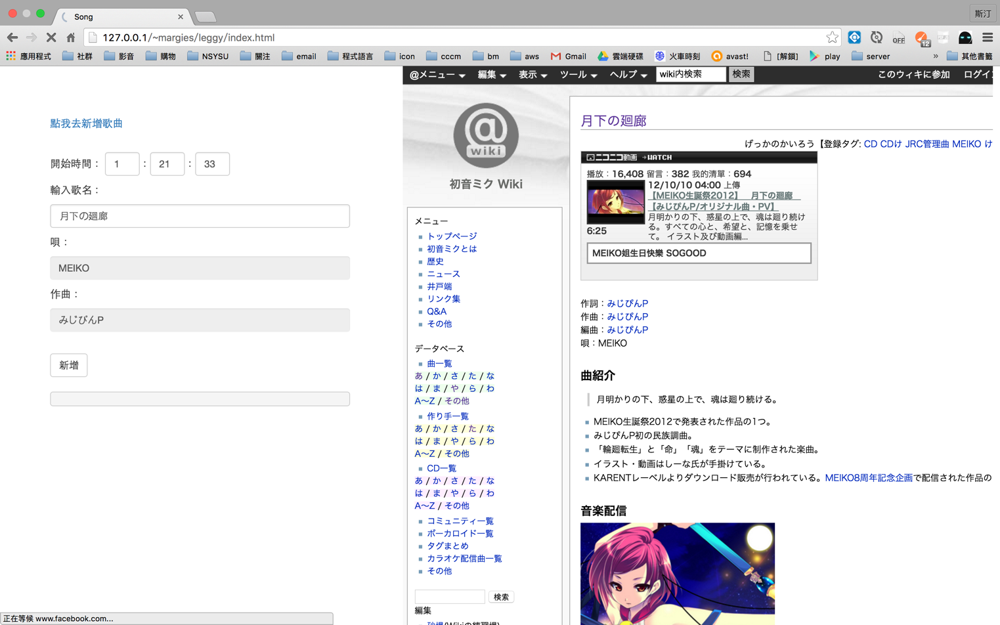 Song
斯汀
127.0.0.1/~margies/leggy/index.html
OFF
12
應用程式 社群 影音 購物 NSYSU 關注 email 程式語言 icon cccm bm aws Gmail 雲端硬碟 火車時刻 avast! [解鎖] play server » 其他書籤
@メニュー 編集 表示 ツール ヘルプ wiki内検索 検索 このウィキに参加 ログイ
點我去新增歌曲
開始時間： 1 : 21 : 33
輸入歌名：
月下の廻廊
唄：
MEIKO
作曲：
みじぴんP
新增
@
wiki
初音ミク Wiki
メニュー
トップページ
初音ミクとは
歴史
ニュース
井戸端
リンク集
Q&A
その他
データベース
曲一覧
あ / か / さ / た / な
は / ま / や / ら / わ
A〜Z / その他
作り手一覧
あ / か / さ / た / な
は / ま / や / ら / わ
A〜Z / その他
CD一覧
あ / か / さ / た / な
は / ま / や / ら / わ
A〜Z / その他
コミュニティ一覧
ボーカロイド一覧
タグまとめ
カラオケ配信曲一覧
その他
検索
編集
月下の廻廊
げっかのかいろう【登録タグ: CD CDけ JRC管理曲 MEIKO け
ニコニコ動画 →WATCH
播放：16,408 留言：382 我的清單：694
12/10/10 04:00 上傳
【MEIKO生誕祭2012】 月下の廻廊
【みじぴんP/オリジナル曲・PV】
月明かりの下、惑星の上で、魂は廻り続け
る。すべての心と、希望と、記憶を乗せ
て。 イラスト及び動画編...
6:25
MEIKO姐生日快樂 SOGOOD
作詞：みじぴんP
作曲：みじぴんP
編曲：みじぴんP
唄：MEIKO
曲紹介
月明かりの下、惑星の上で、魂は廻り続ける。
MEIKO生誕祭2012で発表された作品の1つ。
みじぴんP初の民族調曲。
「輪廻転生」と「命」「魂」をテーマに制作された楽曲。
イラスト・動画はしーな氏が手掛けている。
KARENTレーベルよりダウンロード販売が行われている。MEIKO8周年記念企画で配信された作品の
音楽配信
正在等候 www.facebook.com...